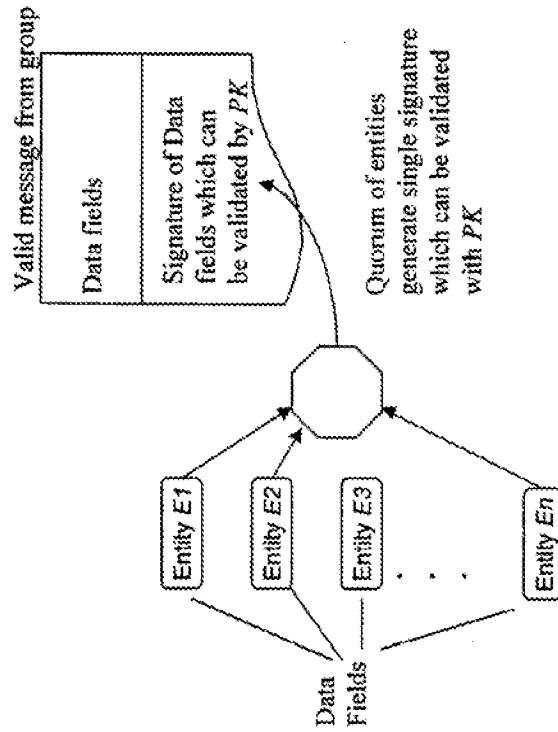 Valid message from group
Data fields
Signature of Data
fields which can
be validated by PK
Quorum of entities
generate single signature
which can be validated
with PK
Entity E1
Entity E2
Entity E3
. . .
Entity En
Data
Fields